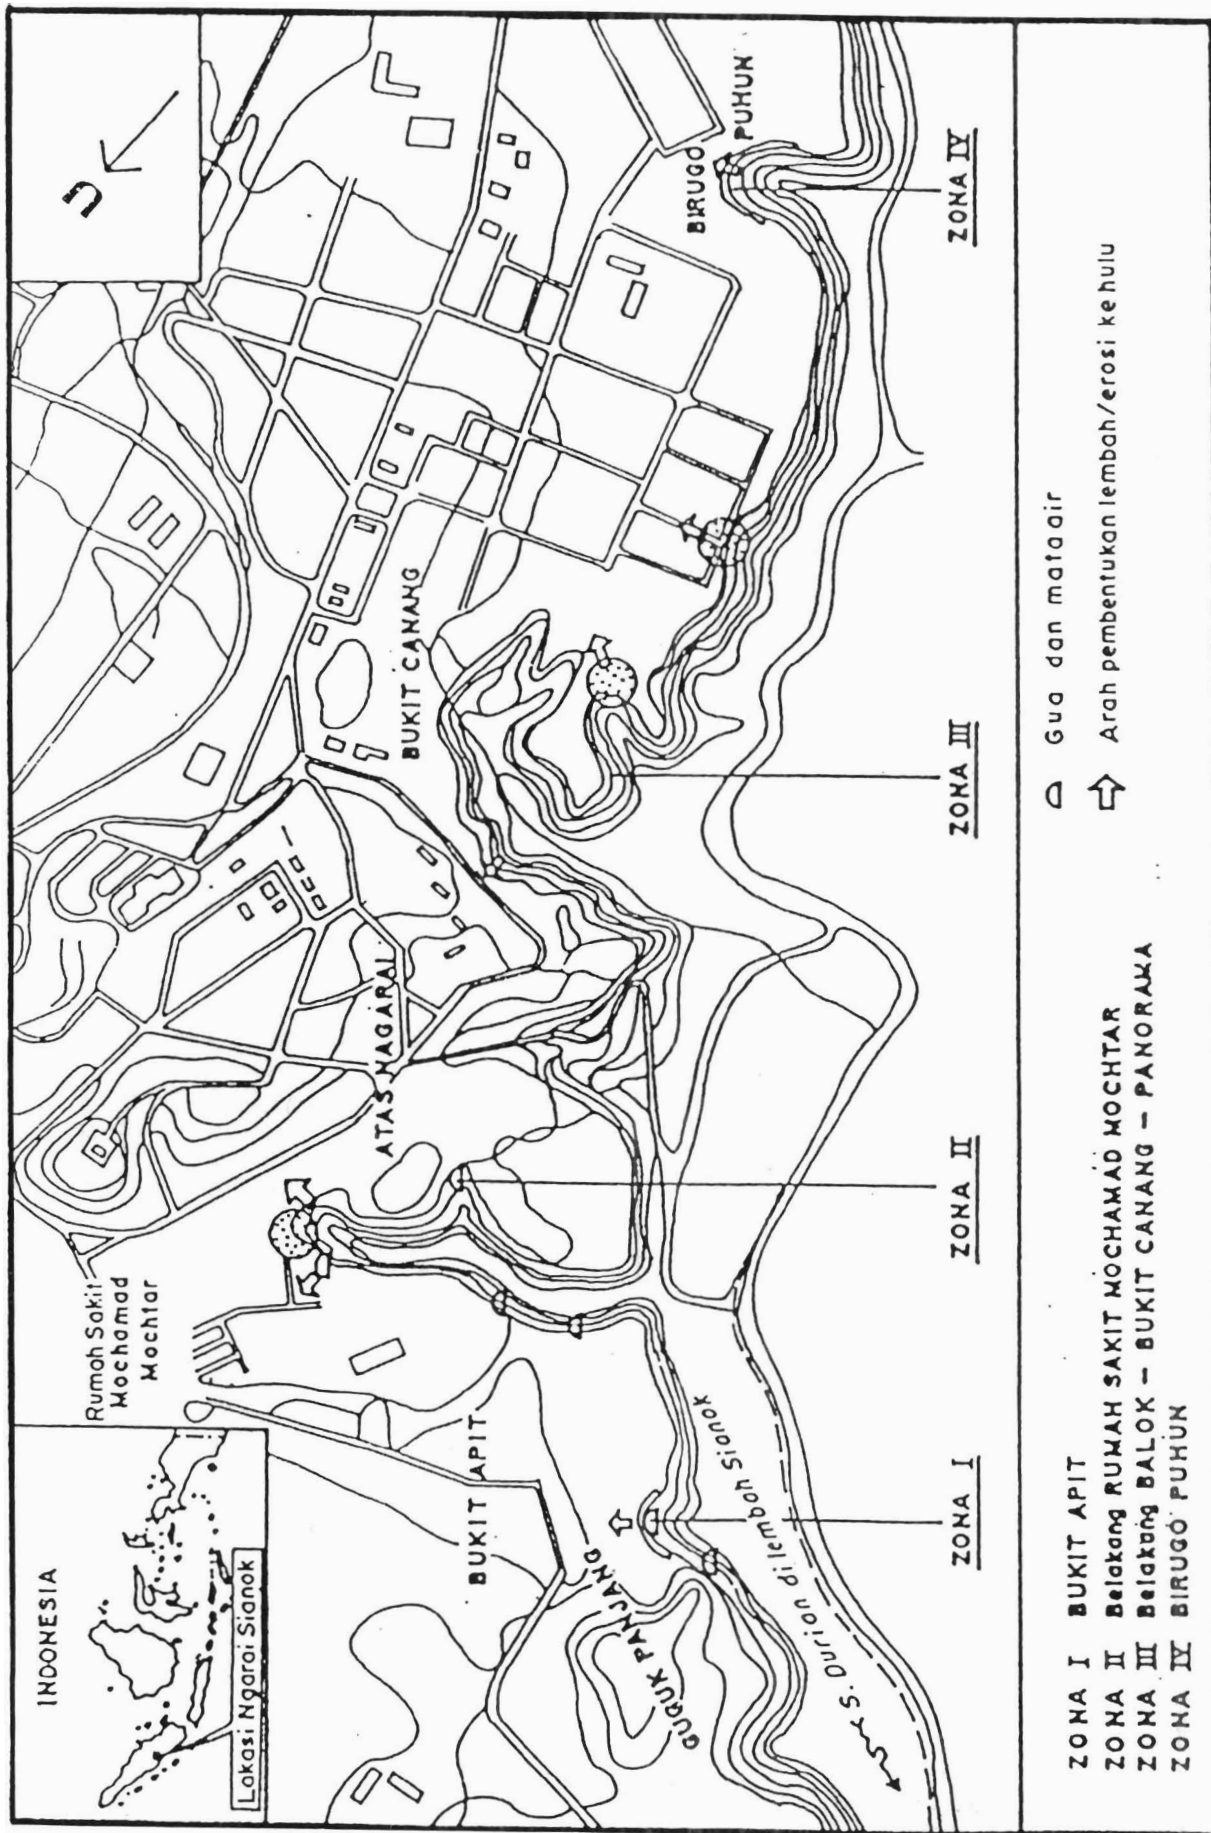 INDONESIA
Lokasi Ngarai Sianok
Rumah Sakit
Mochamad
Mochtar
U
BUKIT APIT
GUGUK PANJANG
ATAS NAGARAI
BUKIT CANANG
BIRUGO
PUHUN
S. Durian di lembah Sianok
ZONA I
ZONA II
ZONA III
ZONA IV
ZONA I BUKIT APIT
ZONA II Belakang RUMAH SAKIT MOCHAMAD MOCHTAR
ZONA III Belakang BALOK - BUKIT CANANG - PANORAMA
ZONA IV BIRUGO PUHUN
Gua dan mata air
Arah pembentukan lembah/erosi ke hulu